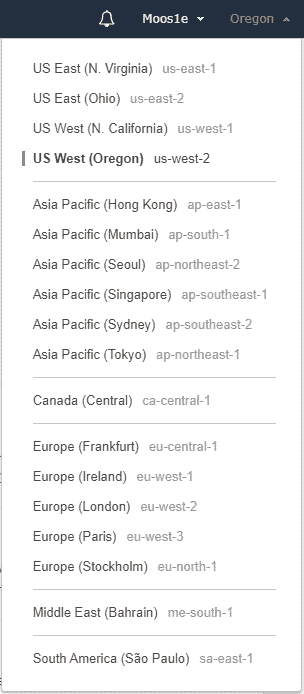 Moos1e Oregon
US East (N. Virginia) us-east-1
US East (Ohio) us-east-2
US West (N. California) us-west-1
US West (Oregon) us-west-2
Asia Pacific (Hong Kong) ap-east-1
Asia Pacific (Mumbai) ap-south-1
Asia Pacific (Seoul) ap-northeast-2
Asia Pacific (Singapore) ap-southeast-1
Asia Pacific (Sydney) ap-southeast-2
Asia Pacific (Tokyo) ap-northeast-1
Canada (Central) ca-central-1
Europe (Frankfurt) eu-central-1
Europe (Ireland) eu-west-1
Europe (London) eu-west-2
Europe (Paris) eu-west-3
Europe (Stockholm) eu-north-1
Middle East (Bahrain) me-south-1
South America (São Paulo) sa-east-1